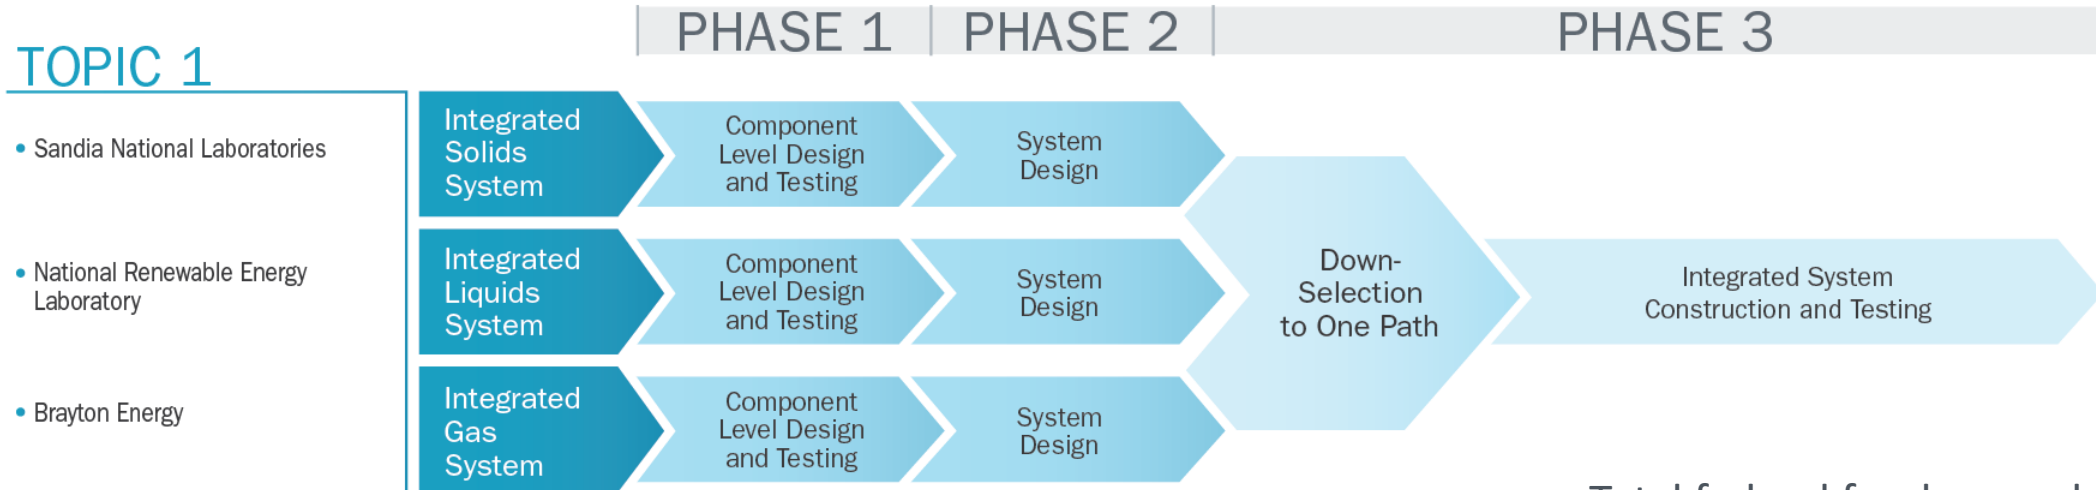 PHASE 1
PHASE 2
PHASE 3
TOPIC 1
• Sandia National Laboratories
Integrated
Solids
System
Component
Level Design
and Testing
System
Design
• National Renewable Energy
Laboratory
Integrated
Liquids
System
Component
Level Design
and Testing
System
Design
Down-
Selection
to One Path
Integrated System
Construction and Testing
• Brayton Energy
Integrated
Gas
System
Component
Level Design
and Testing
System
Design